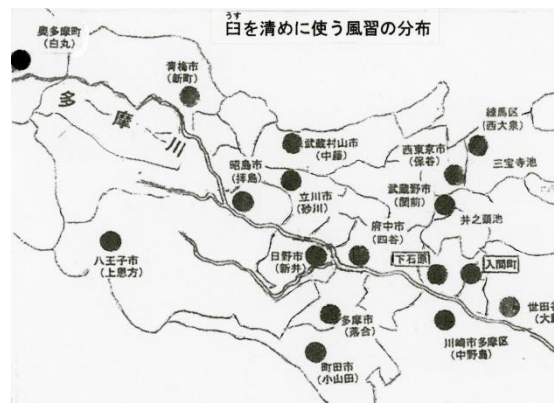 うす
臼を清めに使う風習の分布
奥多摩町
(白丸)
青梅市
(新町)
多摩川
武蔵村山市
(中藤)
練馬区
(西大泉)
西東京市
(保谷)
三宝寺池
昭島市
(拝島)
立川市
(砂川)
武蔵野市
(関前)
井之頭池
府中市
(四谷)
八王子市
(上恩方)
日野市
(新井)
下石原
入間町
世田谷
多摩市
(落合)
川崎市多摩区
(中野島)
町田市
(小山田)